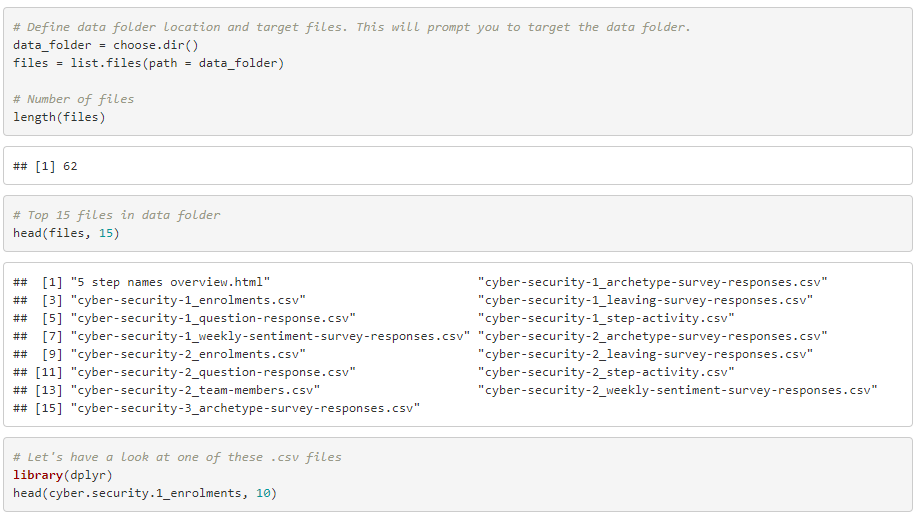 # Define data folder location and target files. This will prompt you to target the data folder.
data_folder = choose.dir()
files = list.files(path = data_folder)
# Number of files
length(files)
## [1] 62
# Top 15 files in data folder
head(files, 15)
##  [1] "5 step names overview.html"                             "cyber-security-1_archetype-survey-responses.csv"
##  [3] "cyber-security-1_enrolments.csv"                        "cyber-security-1_leaving-survey-responses.csv"
##  [5] "cyber-security-1_question-response.csv"                 "cyber-security-1_step-activity.csv"
##  [7] "cyber-security-1_weekly-sentiment-survey-responses.csv" "cyber-security-2_archetype-survey-responses.csv"
##  [9] "cyber-security-2_enrolments.csv"                        "cyber-security-2_leaving-survey-responses.csv"
## [11] "cyber-security-2_question-response.csv"                 "cyber-security-2_step-activity.csv"
## [13] "cyber-security-2_team-members.csv"                      "cyber-security-2_weekly-sentiment-survey-responses.csv"
## [15] "cyber-security-3_archetype-survey-responses.csv"
# Let's have a look at one of these .csv files
library(dplyr)
head(cyber.security.1_enrolments, 10)